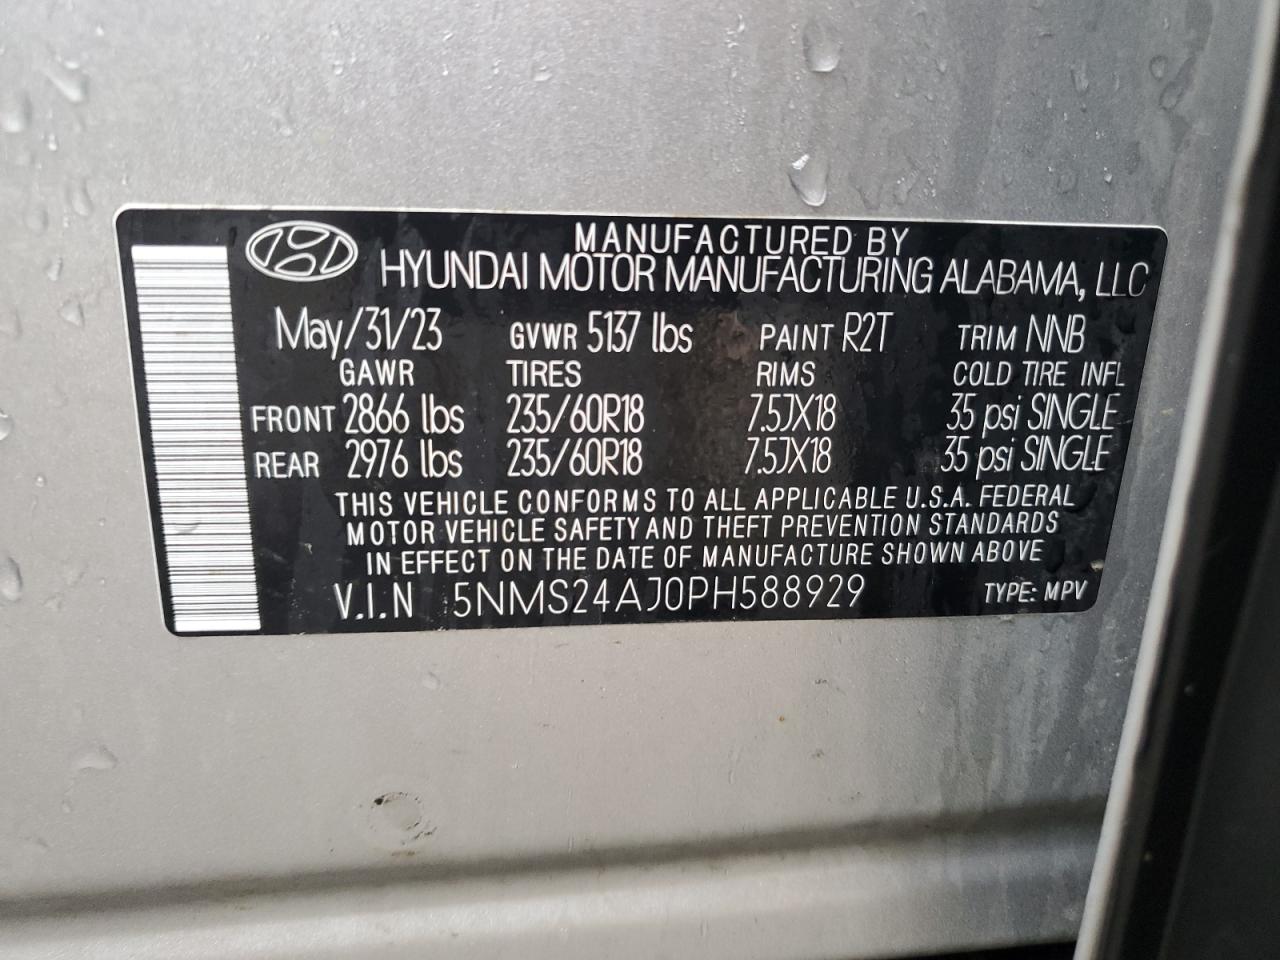 MANUFACTURED BY
HYUNDAI MOTOR MANUFACTURING ALABAMA, LLC
May/31/23 GVWR 5137 lbs PAINT R2T TRIM NNB
GAWR TIRES RIMS COLD TIRE INFL
FRONT 2866 lbs 235/60R18 7.5JX18 35 psi SINGLE
REAR 2976 lbs 235/60R18 7.5JX18 35 psi SINGLE
THIS VEHICLE CONFORMS TO ALL APPLICABLE U.S.A. FEDERAL
MOTOR VEHICLE SAFETY AND THEFT PREVENTION STANDARDS
IN EFFECT ON THE DATE OF MANUFACTURE SHOWN ABOVE
V.I.N 5NMS24AJ0PH588929 TYPE: MPV